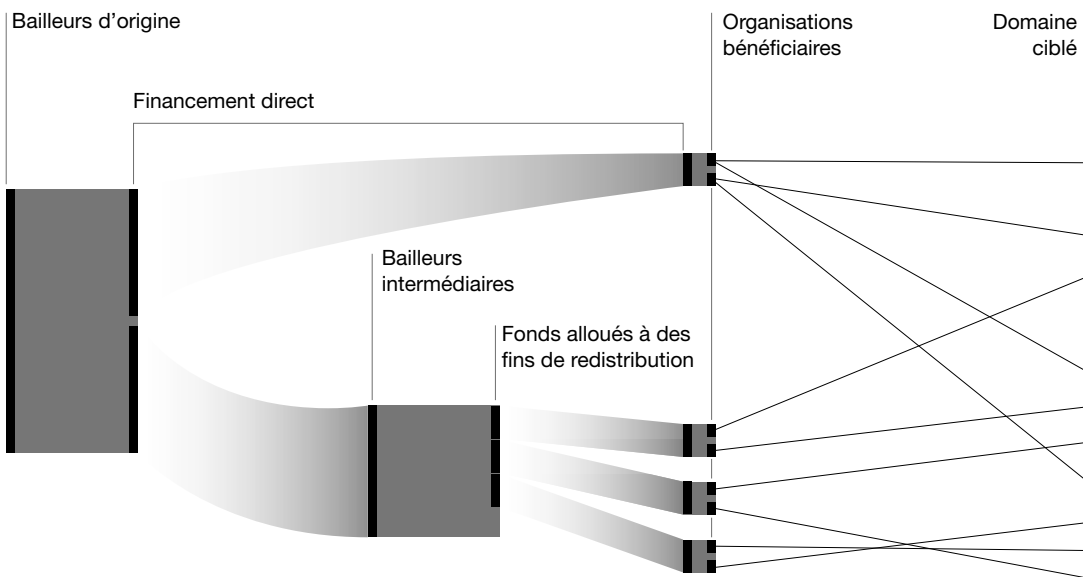 Bailleurs d'origine
Organisations
bénéficiaires
Domaine
ciblé
Financement direct
Bailleurs
intermédiaires
Fonds alloués à des
fins de redistribution